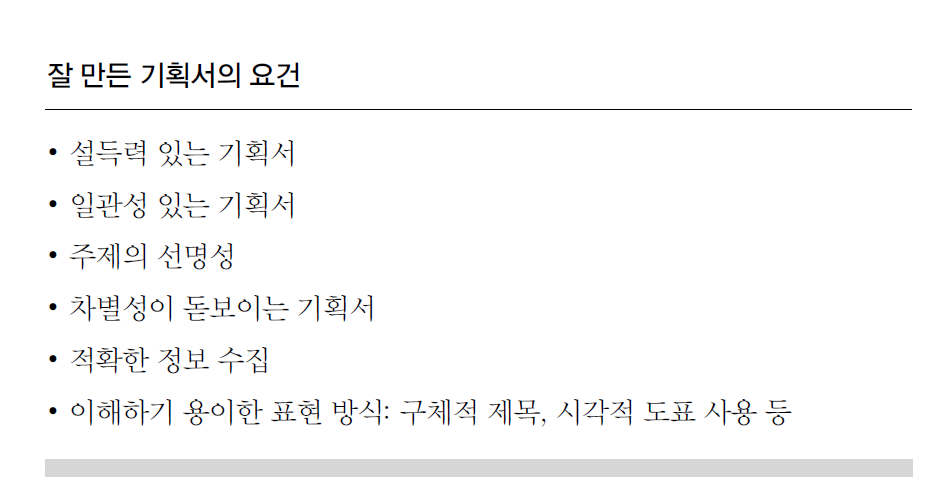 잘 만든 기획서의 요건
• 설득력 있는 기획서
• 일관성 있는 기획서
• 주제의 선명성
• 차별성이 돋보이는 기획서
• 적확한 정보 수집
• 이해하기 용이한 표현 방식: 구체적 제목, 시각적 도표 사용 등